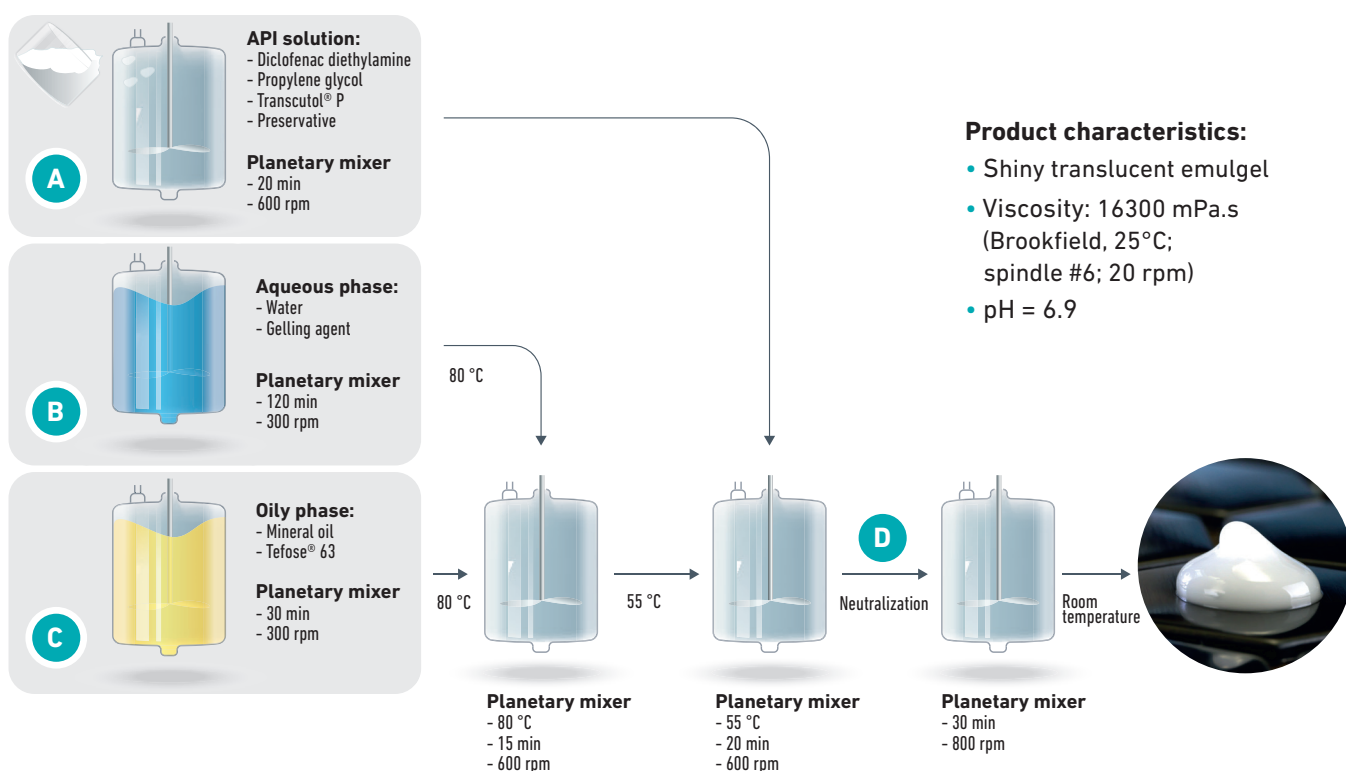 API solution:
- Diclofenac diethylamine
- Propylene glycol
- Transcutol® P
- Preservative
Planetary mixer
- 20 min
- 600 rpm
A
Aqueous phase:
- Water
- Gelling agent
Planetary mixer
- 120 min
- 300 rpm
B
80 °C
Oily phase:
- Mineral oil
- Tefose® 63
Planetary mixer
- 30 min
- 300 rpm
C
80 °C
Planetary mixer
- 80 °C
- 15 min
- 600 rpm
55 °C
Planetary mixer
- 55 °C
- 20 min
- 600 rpm
D
Neutralization
Planetary mixer
- 30 min
- 800 rpm
Room
temperature
Product characteristics:
• Shiny translucent emulgel
• Viscosity: 16300 mPa.s
(Brookfield, 25°C;
spindle #6; 20 rpm)
• pH = 6.9